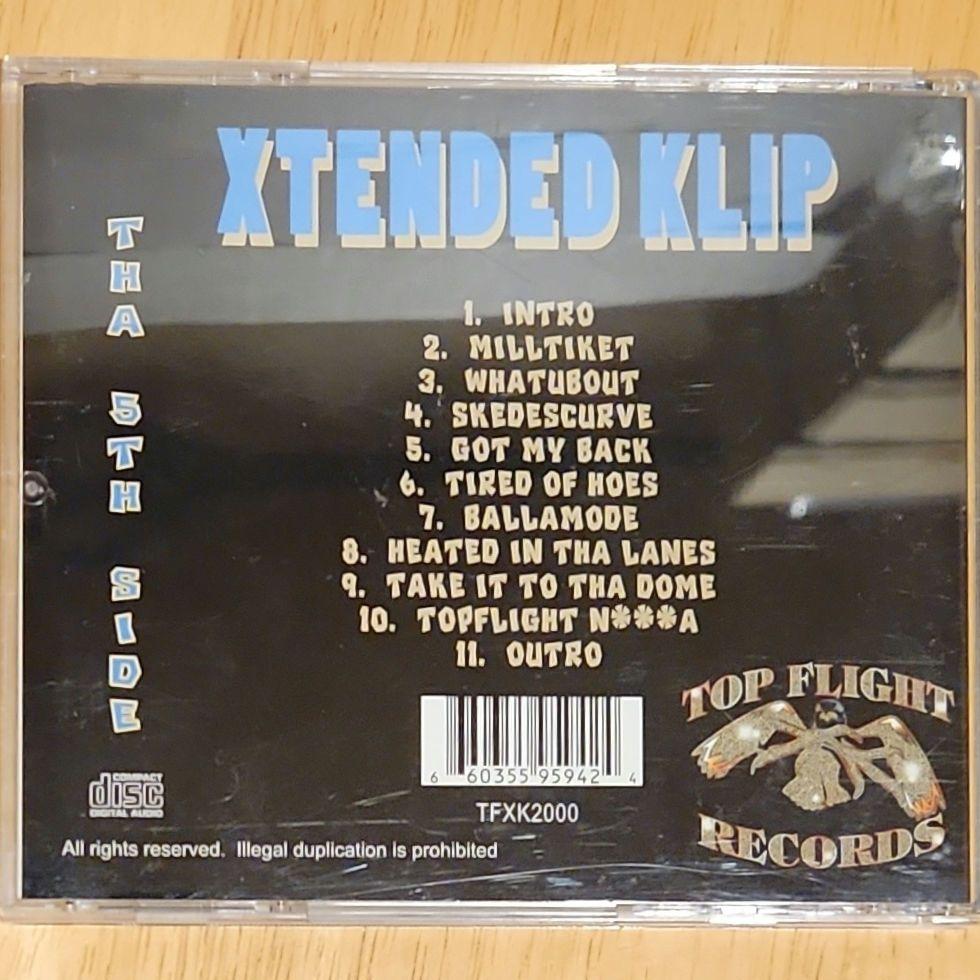 XTENDED KLIP
THA 5TH SIDE
1. INTRO
2. MILLTIKET
3. WHATUBOUT
4. SKEDESCURVE
5. GOT MY BACK
6. TIRED OF HOES
7. BALLAMODE
8. HEATED IN THA LANES
9. TAKE IT TO THA DOME
10. TOPFLIGHT N***A
11. OUTRO
TOP FLIGHT
RECORDS
6 60355 95942 4
TFXK2000
COMPACT
disc
DIGITAL AUDIO
All rights reserved. Illegal duplication is prohibited